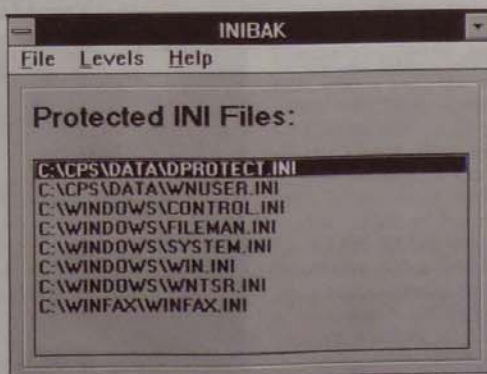 INIBAK
File Levels Help
Protected INI Files:
C:\CPS\DATA\DPROTECT.INI
C:\CPS\DATA\WNUSER.INI
C:\WINDOWS\CONTROL.INI
C:\WINDOWS\FILEMAN.INI
C:\WINDOWS\SYSTEM.INI
C:\WINDOWS\WIN.INI
C:\WINDOWS\WNTSR.INI
C:\WINFAX\WINFAX.INI